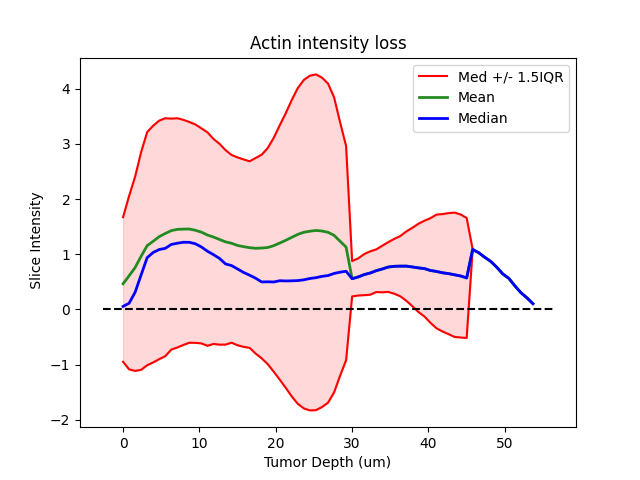 Actin intensity loss
Med +/- 1.5IQR
Mean
Median
Slice Intensity
4
3
2
1
0
−1
−2
0 10 20 30 40 50
Tumor Depth (um)